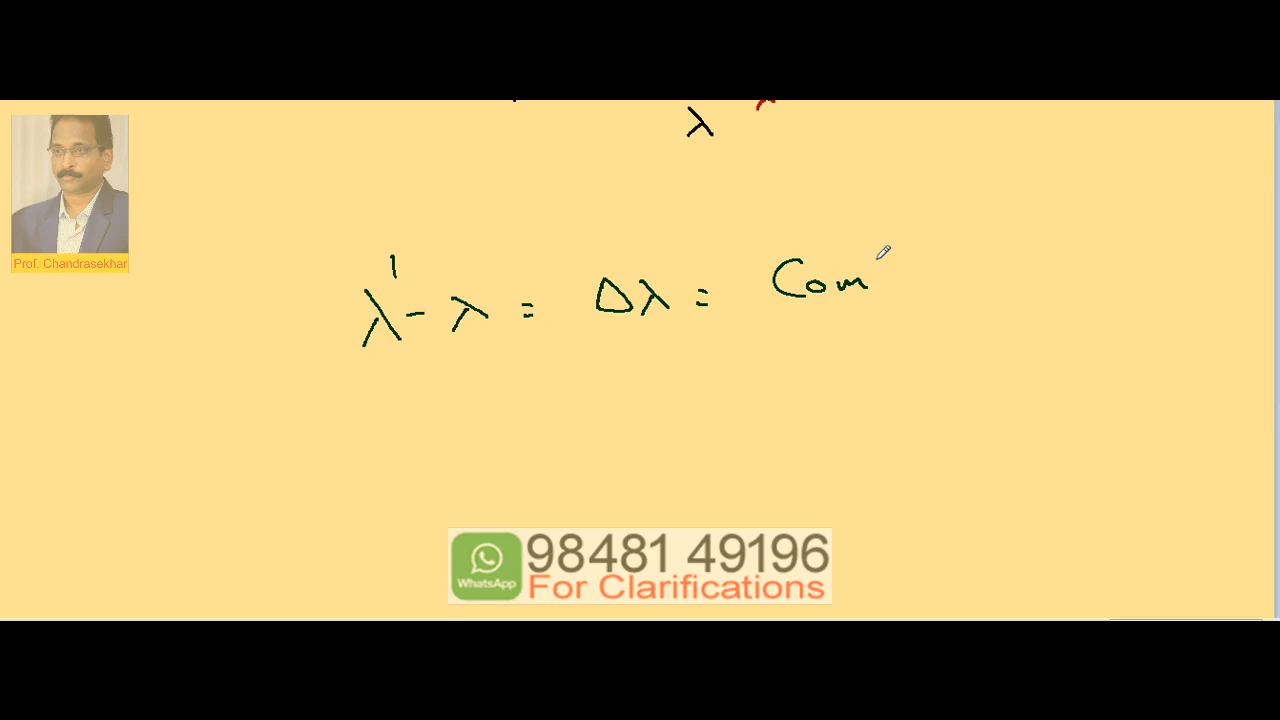 λ
Prof. Chandrasekhar
λ' - λ = Δλ = Com
98481 49196
WhatsApp
For Clarifications